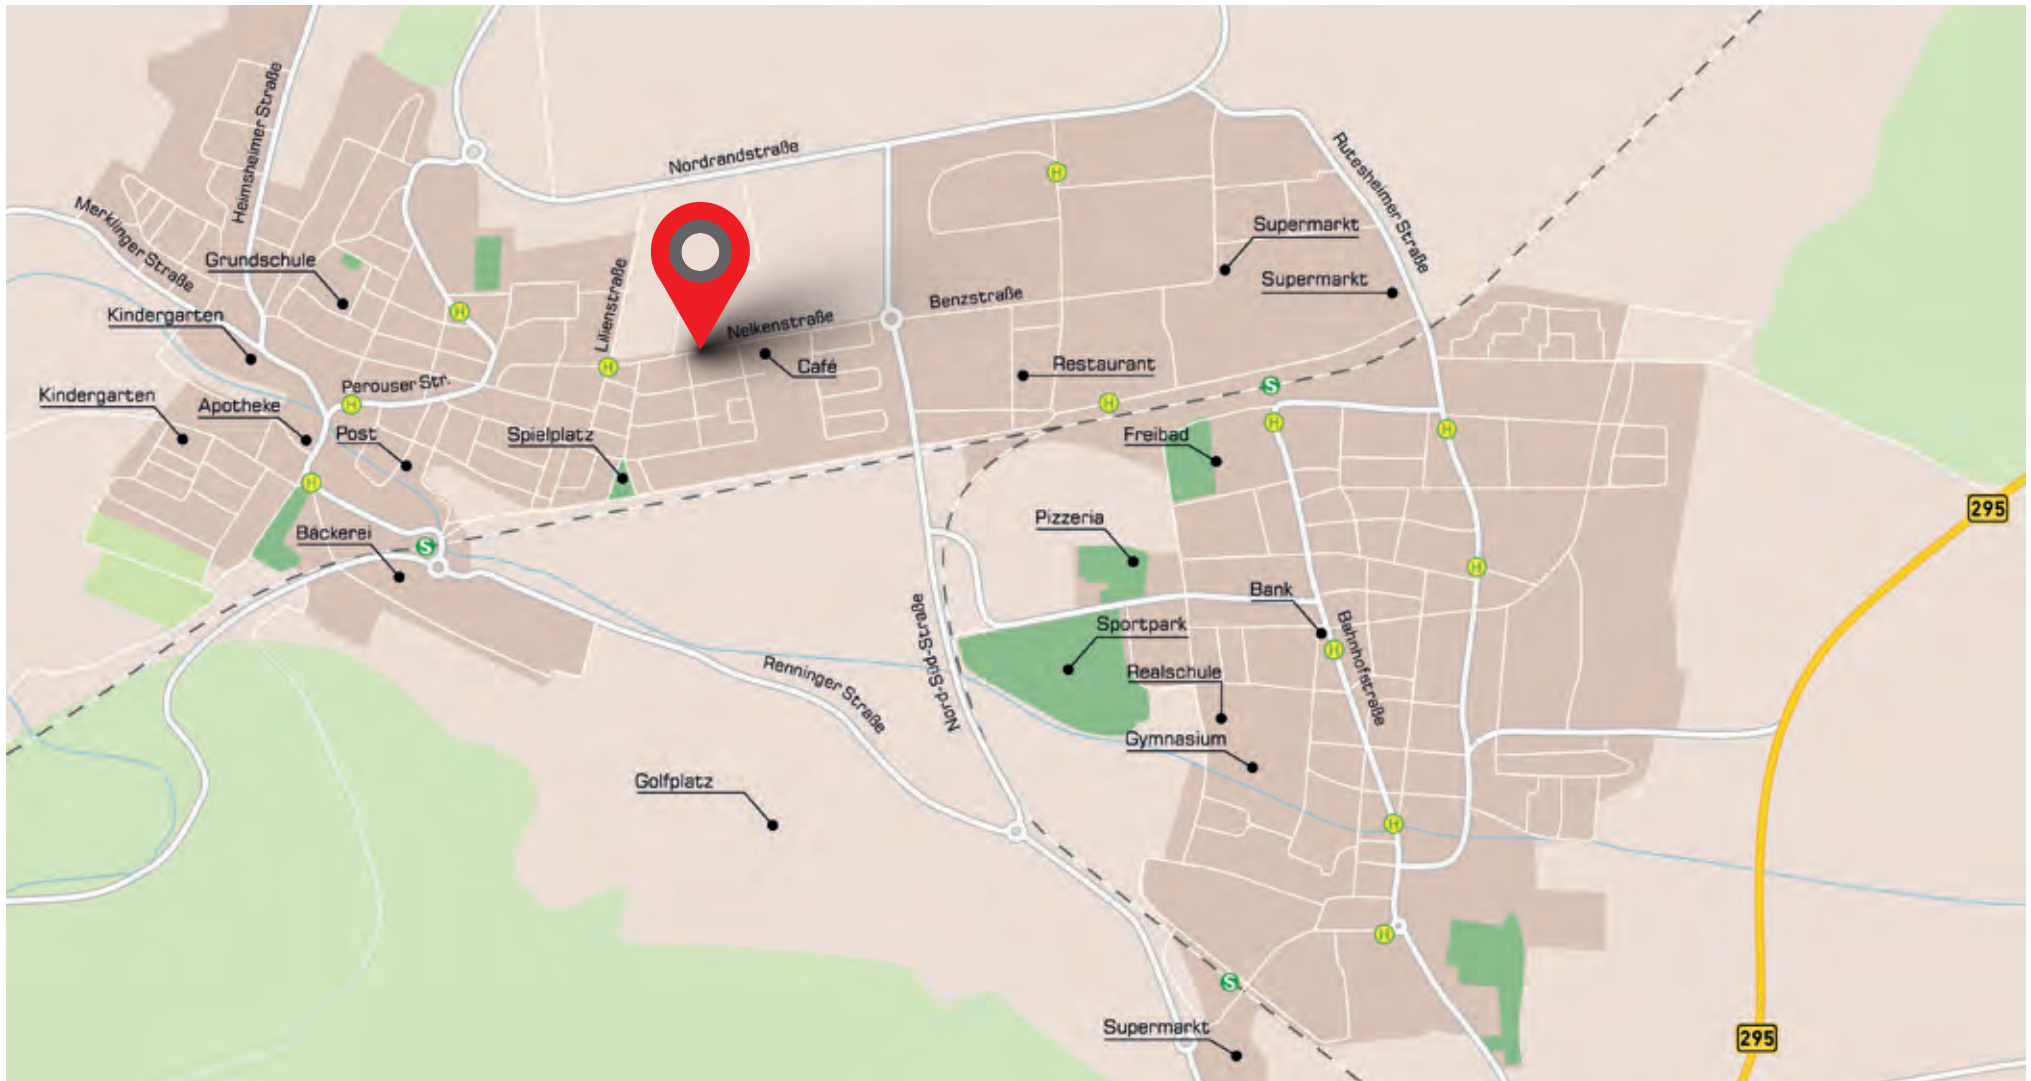 Heimsheimer Straße
Merklinger Straße
Nordrandstraße
Rutesheimer Straße
H
Supermarkt
Grundschule
Supermarkt
Lilienstraße
Benzstraße
Kindergarten
H
Nelkenstraße
H
Café
Restaurant
Perouser Str.
S
Kindergarten
Apotheke
H
H
Post
Spielplatz
Freibad
H
H
H
295
Pizzeria
Bäckerei
S
H
Nord-Süd-Straße
Bank
Bahnhofstraße
Sportpark
H
Renninger Straße
Realschule
Gymnasium
Golfplatz
H
H
S
Supermarkt
295